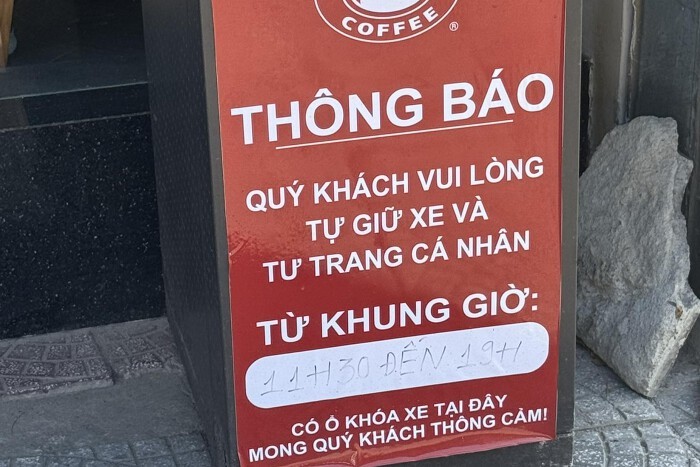 COFFEE ®
THÔNG BÁO
QUÝ KHÁCH VUI LÒNG
TỰ GIỮ XE VÀ
TƯ TRANG CÁ NHÂN
TỪ KHUNG GIỜ:
11H30 ĐẾN 19H
CÓ Ổ KHÓA XE TẠI ĐÂY
MONG QUÝ KHÁCH THÔNG CẢM!